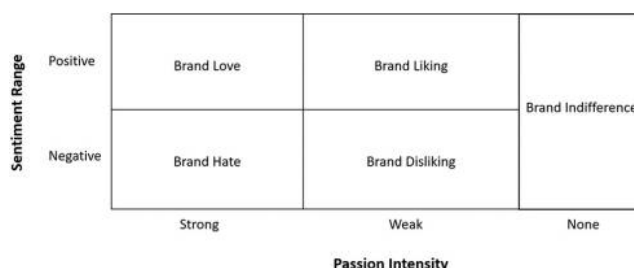 Sentiment Range
Positive
Brand Love
Brand Liking
Brand Indifference
Negative
Brand Hate
Brand Disliking
Strong
Weak
None
Passion Intensity